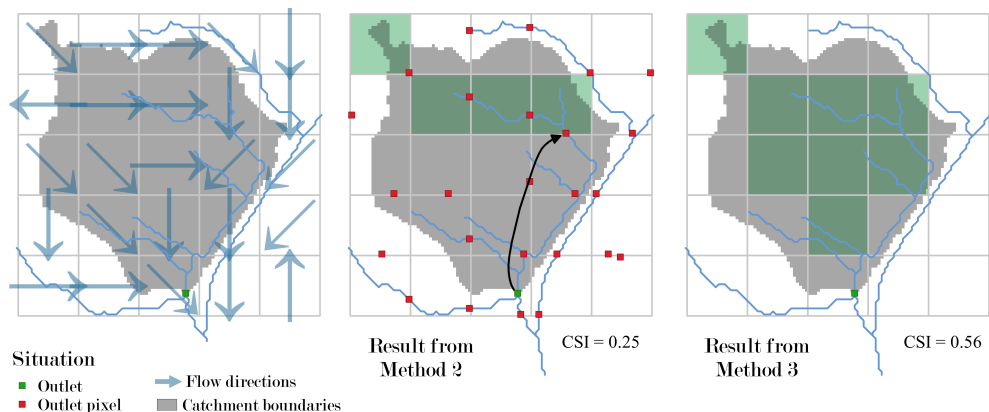 Situation
Outlet
Outlet pixel
Flow directions
Catchment boundaries
Result from
Method 2
CSI = 0.25
Result from
Method 3
CSI = 0.56